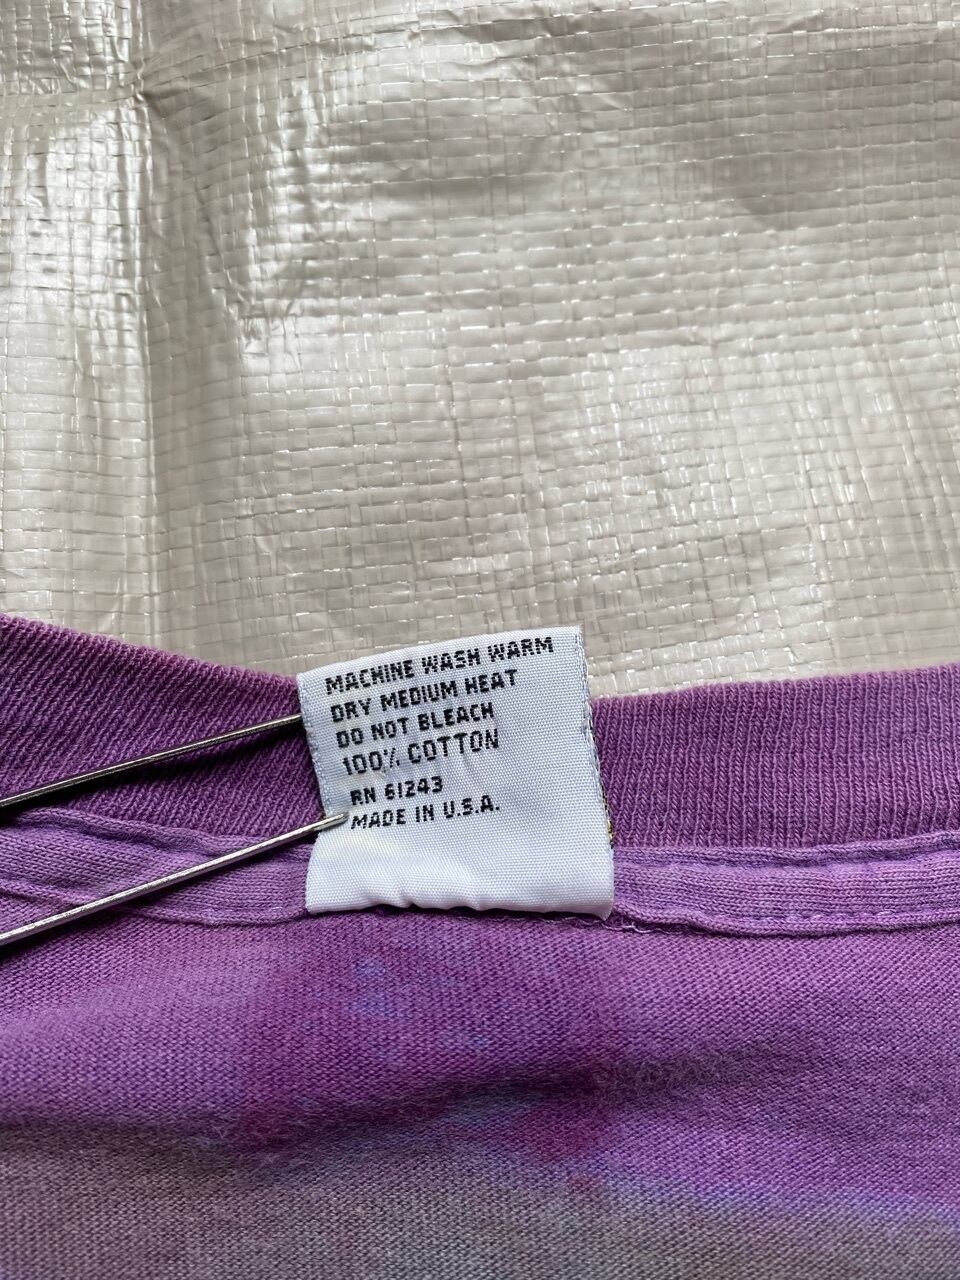 MACHINE WASH WARM
DRY MEDIUM HEAT
DO NOT BLEACH
100% COTTON
RN 61243
MADE IN U.S.A.